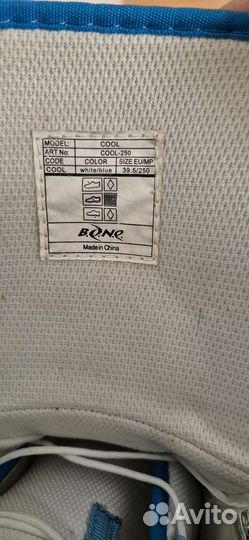 MODEL: COOL
ART No: COOL-250
CODE COLOR SIZE EU/MP
COOL white/blue 39.5/250
B.ONE
Made in China
Avito